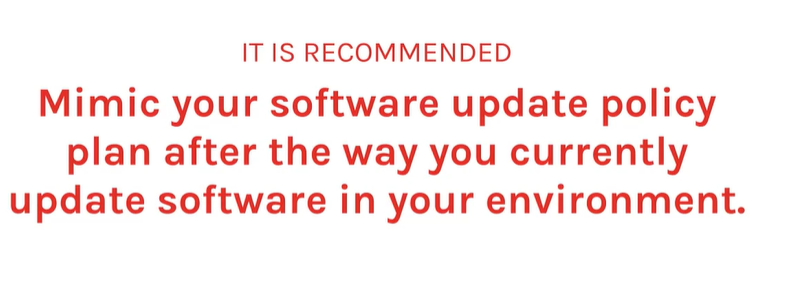 IT IS RECOMMENDED
Mimic your software update policy
plan after the way you currently
update software in your environment.